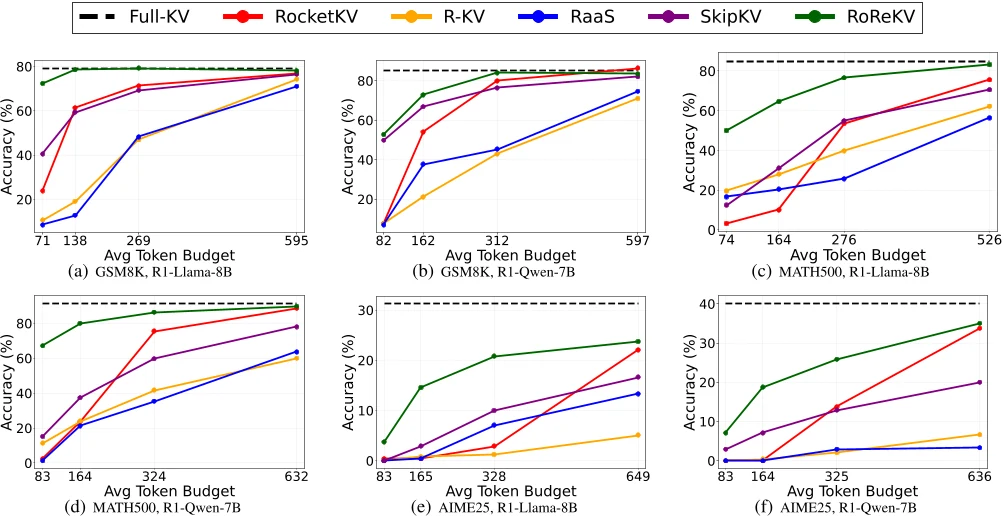 Full-KV RocketKV R-KV RaaS SkipKV RoReKV
Accuracy (%)
80
60
40
20
71 138 269 595
Avg Token Budget
(a) GSM8K, R1-Llama-8B
Accuracy (%)
80
60
40
20
82 162 312 597
Avg Token Budget
(b) GSM8K, R1-Qwen-7B
Accuracy (%)
80
60
40
20
0
74 164 276 526
Avg Token Budget
(c) MATH500, R1-Llama-8B
Accuracy (%)
80
60
40
20
0
83 164 324 632
Avg Token Budget
(d) MATH500, R1-Qwen-7B
Accuracy (%)
30
20
10
0
83 165 328 649
Avg Token Budget
(e) AIME25, R1-Llama-8B
Accuracy (%)
40
30
20
10
0
83 164 325 636
Avg Token Budget
(f) AIME25, R1-Qwen-7B